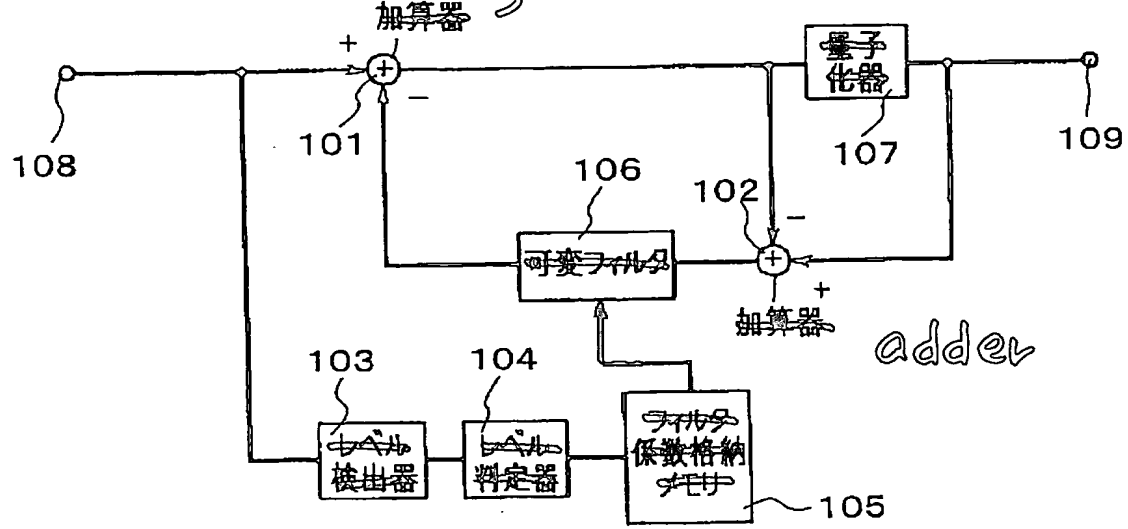 加算器
+
+
101
−
108
量子
化器
107
109
106
102
−
可変フィルタ
+
+
加算器
adder
103
104
レベル
検出器
レベル
判定器
フィルタ
係数格納
メモリ
105